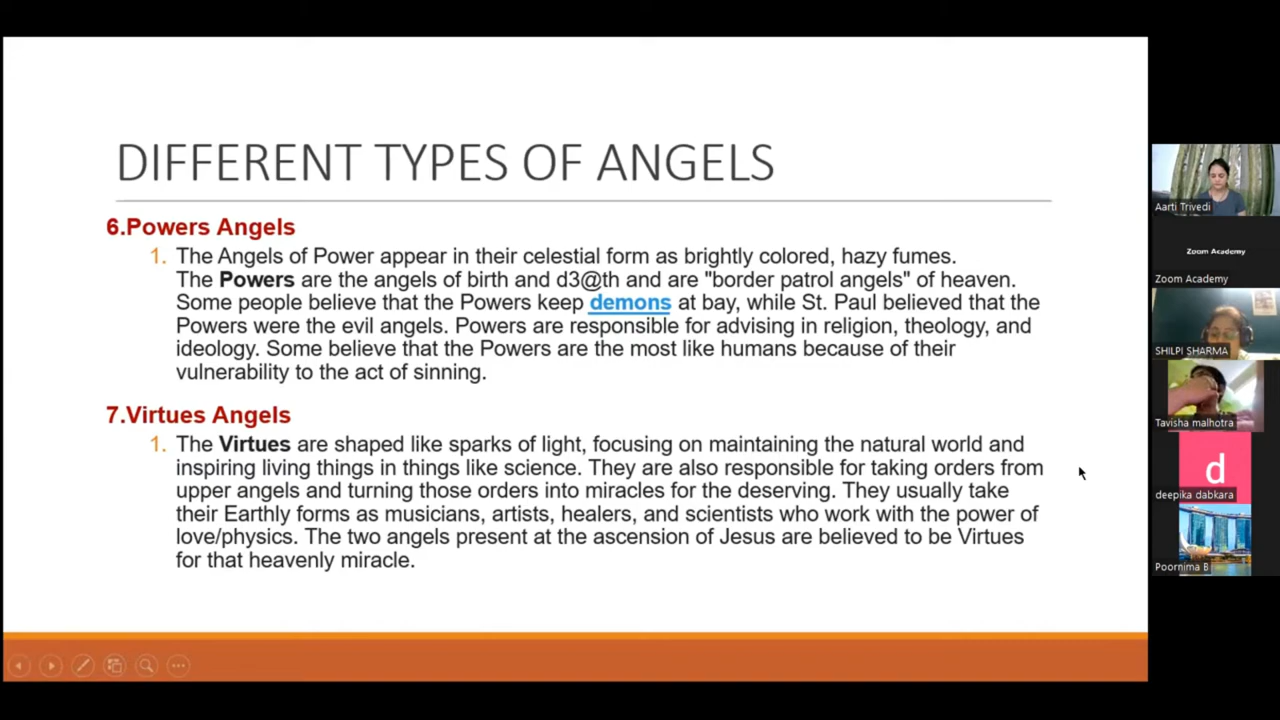 DIFFERENT TYPES OF ANGELS
6.Powers Angels
1. The Angels of Power appear in their celestial form as brightly colored, hazy fumes.
The Powers are the angels of birth and d3@th and are "border patrol angels" of heaven.
Some people believe that the Powers keep demons at bay, while St. Paul believed that the
Powers were the evil angels. Powers are responsible for advising in religion, theology, and
ideology. Some believe that the Powers are the most like humans because of their
vulnerability to the act of sinning.
7.Virtues Angels
1. The Virtues are shaped like sparks of light, focusing on maintaining the natural world and
inspiring living things in things like science. They are also responsible for taking orders from
upper angels and turning those orders into miracles for the deserving. They usually take
their Earthly forms as musicians, artists, healers, and scientists who work with the power of
love/physics. The two angels present at the ascension of Jesus are believed to be Virtues
for that heavenly miracle.
Aarti Trivedi
Zoom Academy
Zoom Academy
SHILPI SHARMA
Tavisha malhotra
d
deepika dabkara
Poornima B